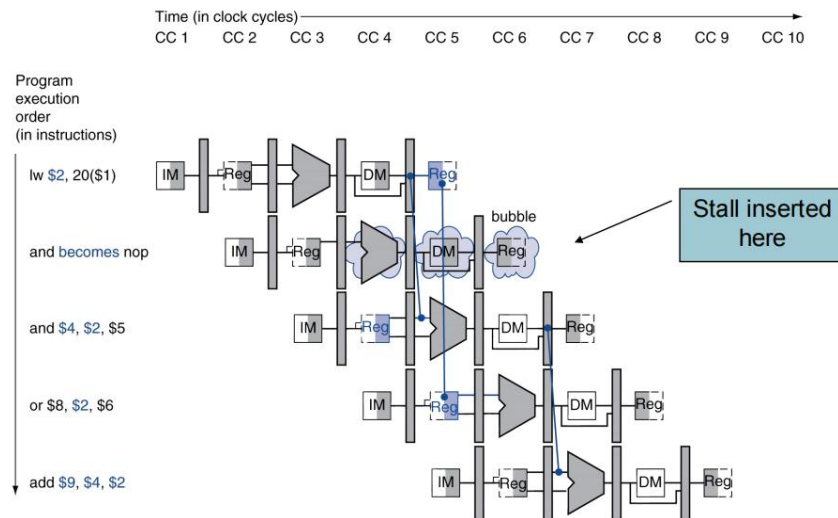 Time (in clock cycles)
CC 1 CC 2 CC 3 CC 4 CC 5 CC 6 CC 7 CC 8 CC 9 CC 10
Program
execution
order
(in instructions)
lw $2, 20($1)
IM Reg DM Reg
bubble
Stall inserted
here
and becomes nop
IM Reg DM Reg
and $4, $2, $5
IM Reg DM Reg
or $8, $2, $6
IM Reg DM Reg
add $9, $4, $2
IM Reg DM Reg